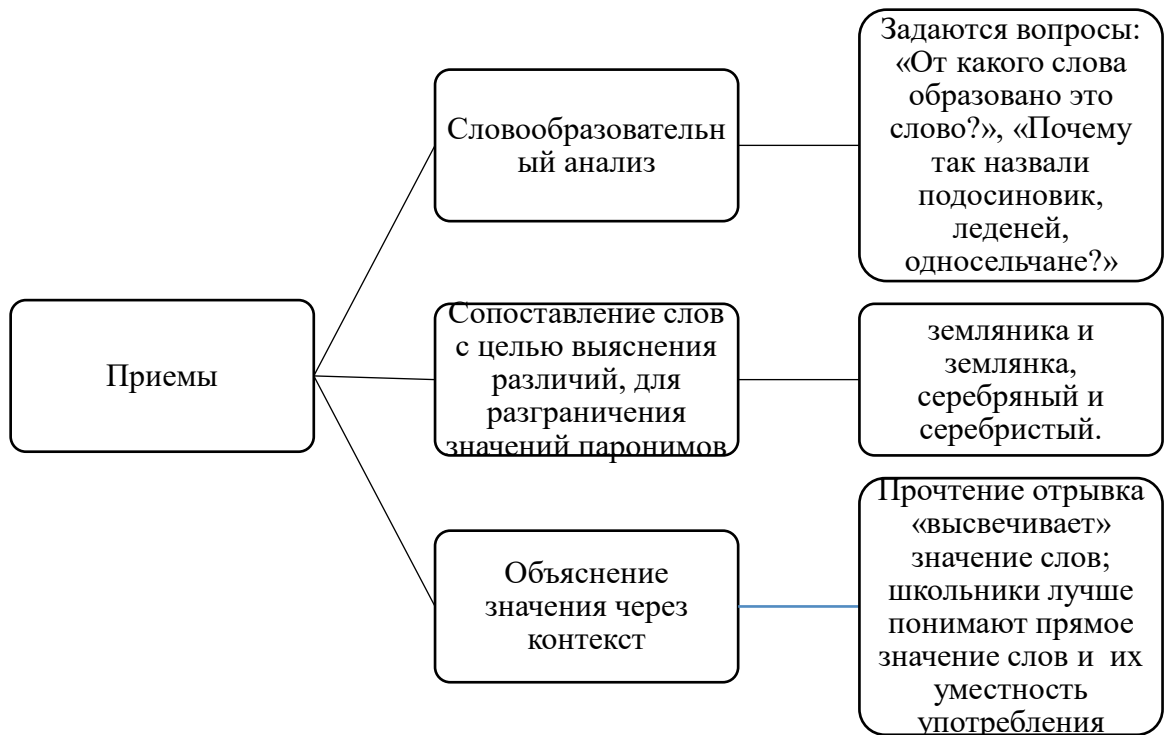 Приемы
Словообразовательн
ый анализ
Задаются вопросы:
«От какого слова
образовано это
слово?», «Почему
так назвали
подосиновик,
леденей,
односельчане?»
Сопоставление слов
с целью выяснения
различий, для
разграничения
значений паронимов
земляника и
землянка,
серебряный и
серебристый.
Объяснение
значения через
контекст
Прочтение отрывка
«высвечивает»
значение слов;
школьники лучше
понимают прямое
значение слов и их
уместность
употребления